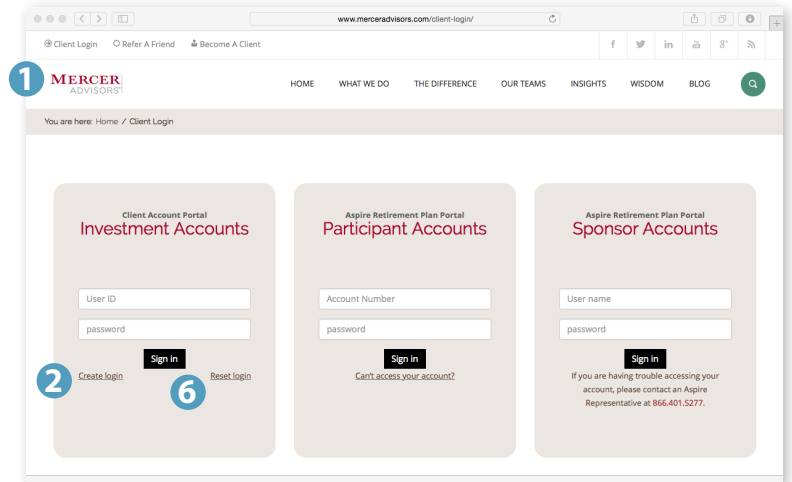 www.merceradvisors.com/client-login/
Client Login Refer A Friend Become A Client
f in You Tube g+
1
MERCER
ADVISORS
HOME WHAT WE DO THE DIFFERENCE OUR TEAMS INSIGHTS WISDOM BLOG
You are here: Home / Client Login
Client Account Portal
Investment Accounts
User ID
password
Sign in
2
Create login
6
Reset login
Aspire Retirement Plan Portal
Participant Accounts
Account Number
password
Sign in
Can't access your account?
Aspire Retirement Plan Portal
Sponsor Accounts
User name
password
Sign in
If you are having trouble accessing your
account, please contact an Aspire
Representative at 866.401.5277.